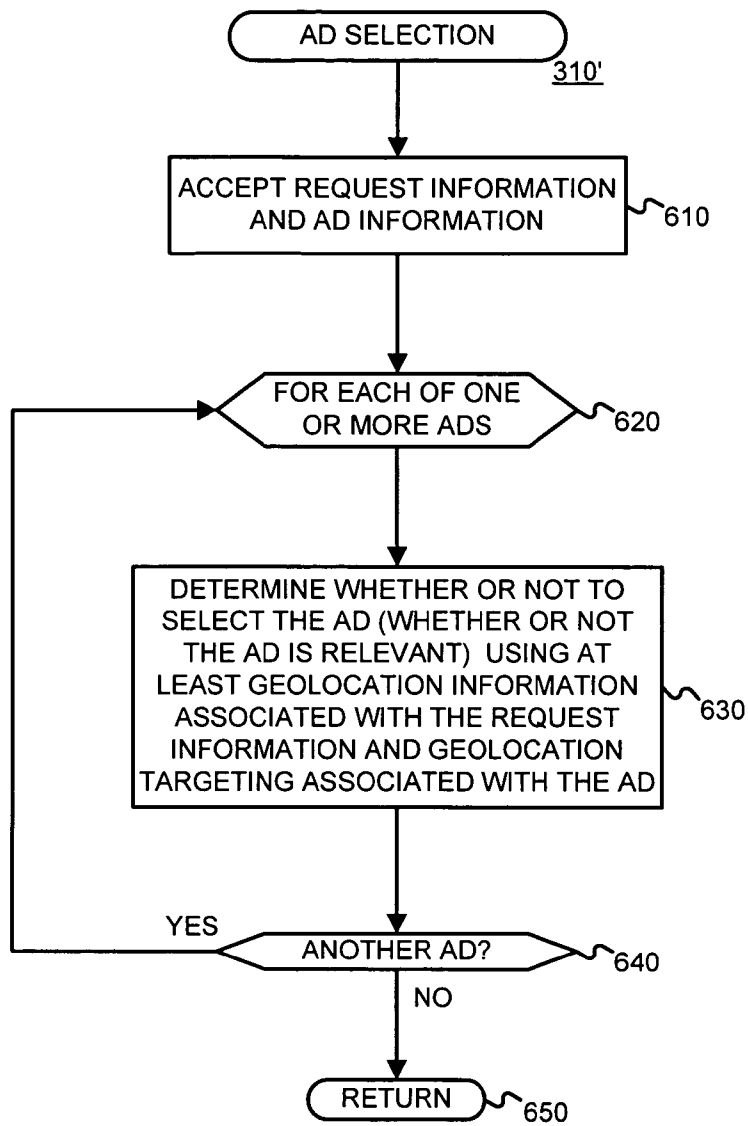 AD SELECTION
310'
ACCEPT REQUEST INFORMATION
AND AD INFORMATION
610
FOR EACH OF ONE
OR MORE ADS
620
DETERMINE WHETHER OR NOT TO
SELECT THE AD (WHETHER OR NOT
THE AD IS RELEVANT) USING AT
LEAST GEOLOCATION INFORMATION
ASSOCIATED WITH THE REQUEST
INFORMATION AND GEOLOCATION
TARGETING ASSOCIATED WITH THE AD
630
YES
ANOTHER AD?
640
NO
RETURN
650